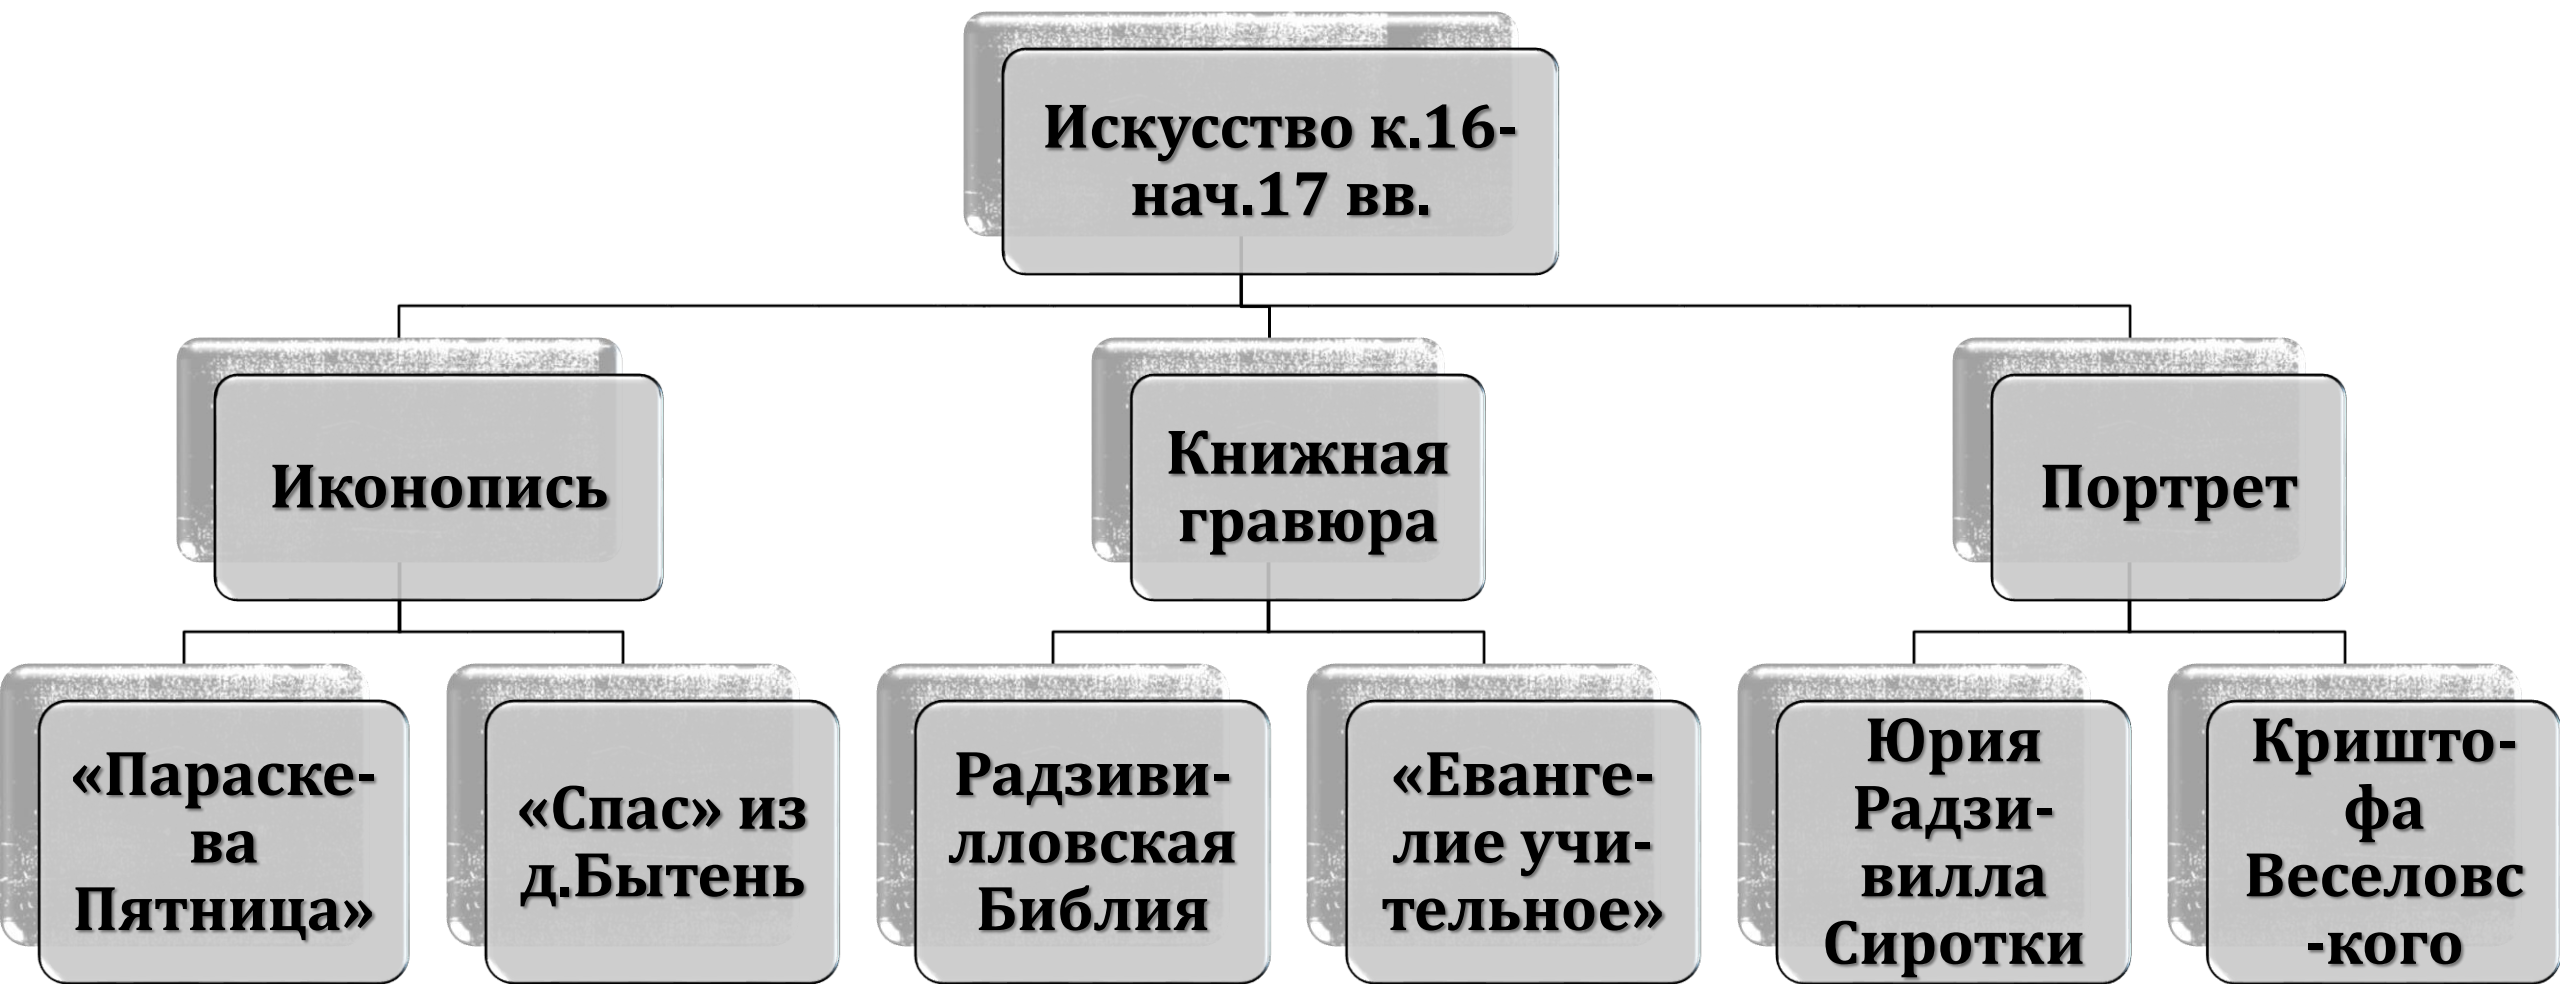 Искусство к.16-
нач.17 вв.
Иконопись
Книжная
гравюра
Портрет
«Параске-
ва
Пятница»
«Спас» из
д.Бытень
Радзиви-
лловская
Библия
«Еванге-
лие учи-
тельное»
Юрия
Радзи-
вилла
Сиротки
Кришто-
фа
Веселовс
-кого